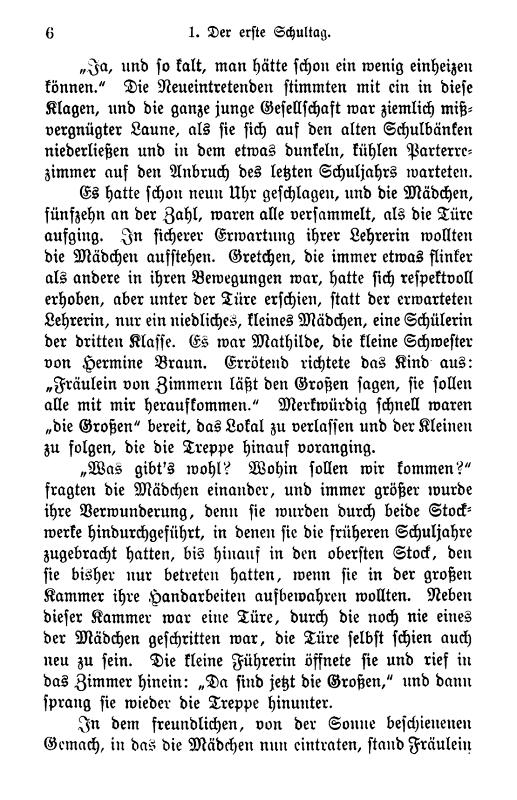 6 1. Der erste Schultag.
„Ja, und so kalt, man hätte schon ein wenig einheizen
können.“ Die Neueintretenden stimmten mit ein in diese
Klagen, und die ganze junge Gesellschaft war ziemlich miß-
vergnügter Laune, als sie sich auf den alten Schulbänken
niederließen und in dem etwas dunkeln, kühlen Parterre-
zimmer auf den Anbruch des letzten Schuljahrs warteten.
Es hatte schon neun Uhr geschlagen, und die Mädchen,
fünfzehn an der Zahl, waren alle versammelt, als die Türe
aufging. In sicherer Erwartung ihrer Lehrerin wollten
die Mädchen aufstehen. Gretchen, die immer etwas flinker
als andere in ihren Bewegungen war, hatte sich respektvoll
erhoben, aber unter der Türe erschien, statt der erwarteten
Lehrerin, nur ein niedliches, kleines Mädchen, eine Schülerin
der dritten Klasse. Es war Mathilde, die kleine Schwester
von Hermine Braun. Errötend richtete das Kind aus:
„Fräulein von Zimmern läßt den Großen sagen, sie sollen
alle mit mir heraufkommen.“ Merkwürdig schnell waren
„die Großen“ bereit, das Lokal zu verlassen und der Kleinen
zu folgen, die die Treppe hinauf voranging.
„Was gibt's wohl? Wohin sollen wir kommen?“
fragten die Mädchen einander, und immer größer wurde
ihre Verwunderung, denn sie wurden durch beide Stock-
werke hindurchgeführt, in denen sie die früheren Schuljahre
zugebracht hatten, bis hinauf in den obersten Stock, den
sie bisher nur betreten hatten, wenn sie in der großen
Kammer ihre Handarbeiten aufbewahren wollten. Neben
dieser Kammer war eine Türe, durch die noch nie eines
der Mädchen geschritten war, die Türe selbst schien auch
neu zu sein. Die kleine Führerin öffnete sie und rief in
das Zimmer hinein: „Da sind jetzt die Großen,“ und dann
sprang sie wieder die Treppe hinunter.
In dem freundlichen, von der Sonne beschienenen
Gemach, in das die Mädchen nun eintraten, stand Fräulein